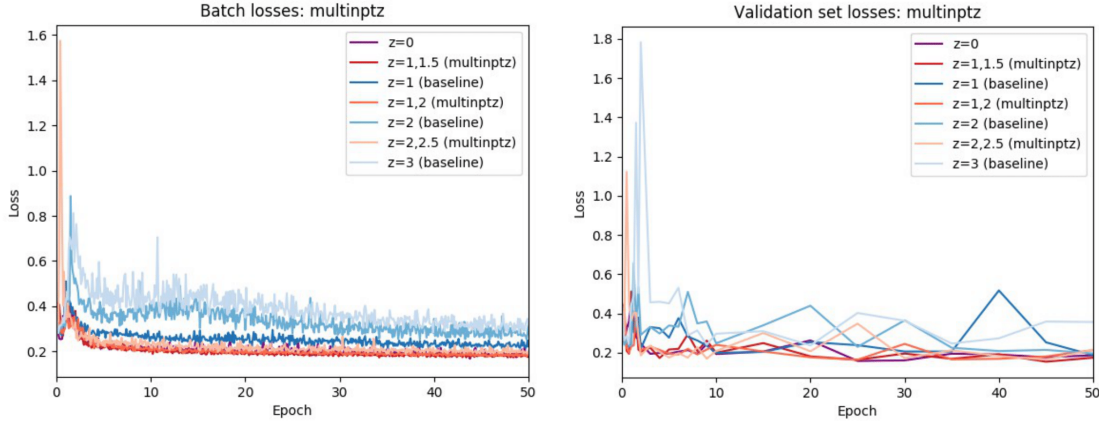 Batch losses: multinptz
1.6
1.4
1.2
1.0
0.8
0.6
0.4
0.2
Loss
0
10
20
30
40
50
Epoch
z=0
z=1,1.5 (multinptz)
z=1 (baseline)
z=1,2 (multinptz)
z=2 (baseline)
z=2,2.5 (multinptz)
z=3 (baseline)
Validation set losses: multinptz
1.8
1.6
1.4
1.2
1.0
0.8
0.6
0.4
0.2
Loss
0
10
20
30
40
50
Epoch
z=0
z=1,1.5 (multinptz)
z=1 (baseline)
z=1,2 (multinptz)
z=2 (baseline)
z=2,2.5 (multinptz)
z=3 (baseline)